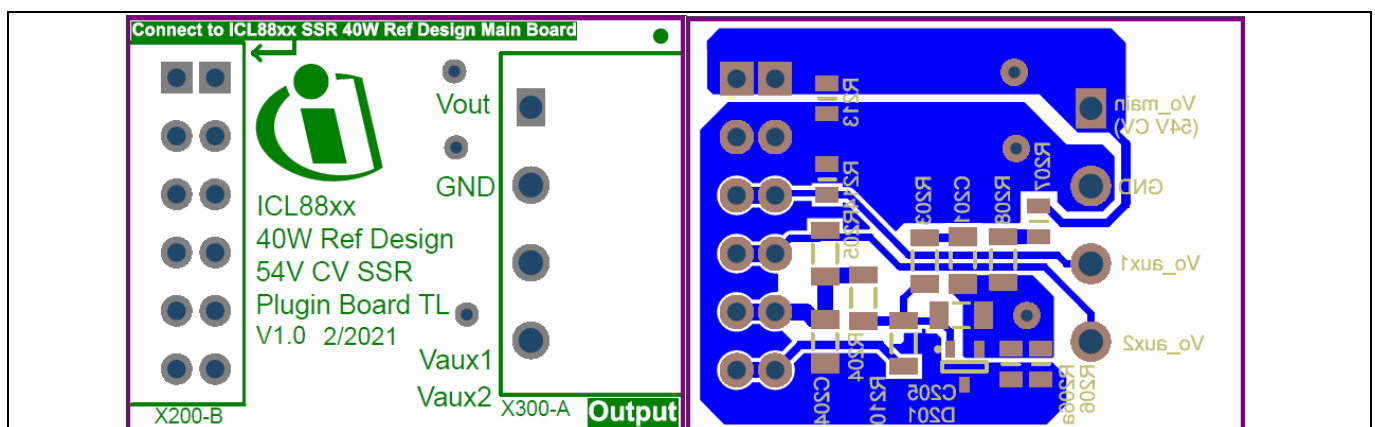 Connect to ICL88xx SSR 40W Ref Design Main Board
Vout
GND
ICL88xx
40W Ref Design
54V CV SSR
Plugin Board TL
V1.0 2/2021
Vaux1
Vaux2
X200-B
X300-A
Output
R213
Vo_main
(54V CV)
R207
GND
R214
R205
R203
C201
R208
Vo_aux1
Vo_aux2
R204
C204
R210
C205
D201
R206a
R206